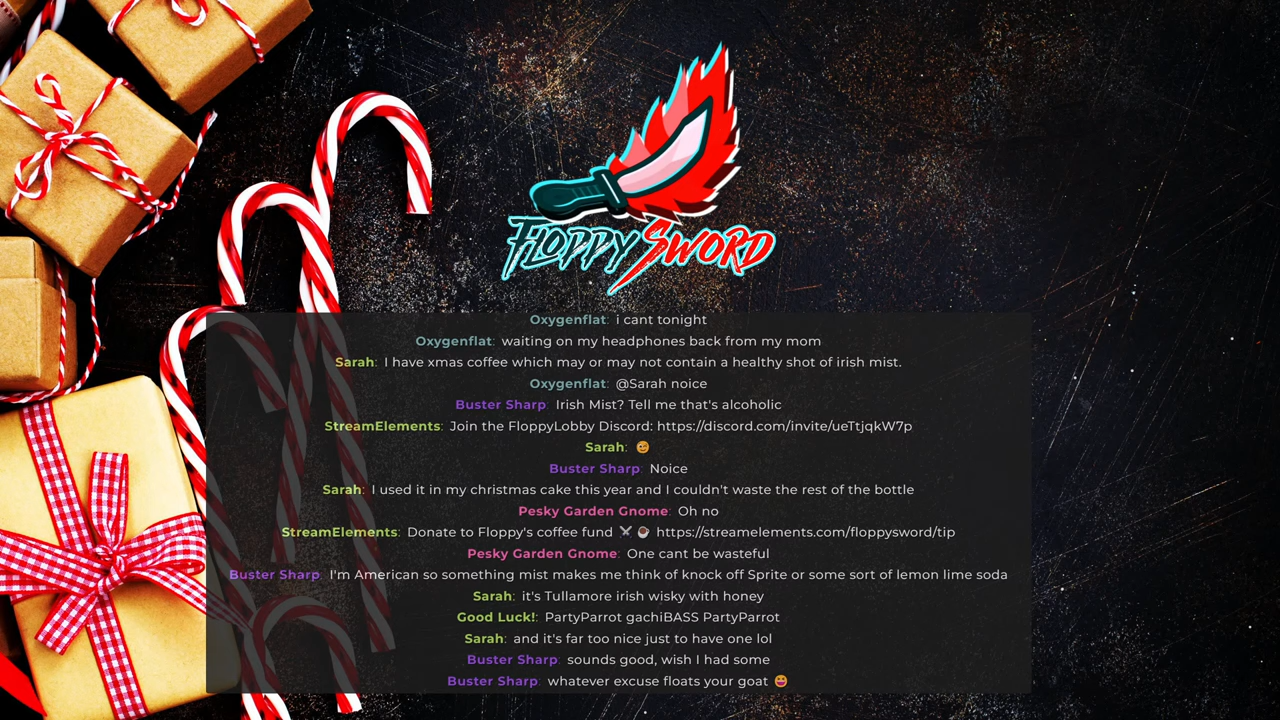 FloppySword
Oxygenflat: i cant tonight
Oxygenflat: waiting on my headphones back from my mom
Sarah: I have xmas coffee which may or may not contain a healthy shot of irish mist.
Oxygenflat: @Sarah noice
Buster Sharp: Irish Mist? Tell me that's alcoholic
StreamElements: Join the FloppyLobby Discord: https://discord.com/invite/ueTtjqkW7p
Sarah: 🥴
Buster Sharp: Noice
Sarah: I used it in my christmas cake this year and I couldn't waste the rest of the bottle
Pesky Garden Gnome: Oh no
StreamElements: Donate to Floppy's coffee fund ⚔️ ☕ https://streamelements.com/floppysword/tip
Pesky Garden Gnome: One cant be wasteful
Buster Sharp: I'm American so something mist makes me think of knock off Sprite or some sort of lemon lime soda
Sarah: it's Tullamore irish wisky with honey
Good Luck!: PartyParrot gachiBASS PartyParrot
Sarah: and it's far too nice just to have one lol
Buster Sharp: sounds good, wish I had some
Buster Sharp: whatever excuse floats your goat 😄